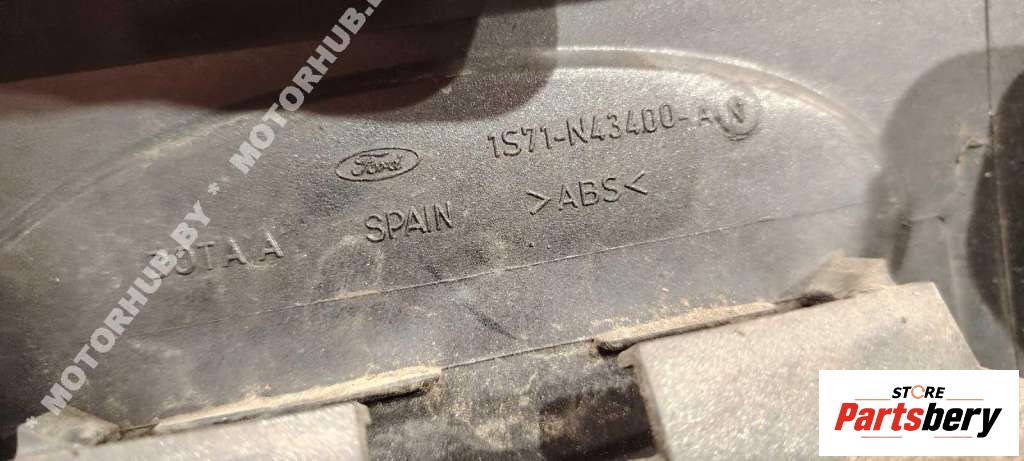 * MOTORHUB.BY * MOTORHUB.BY
1S71-N43400-A
Ford
>ABS<
SPAIN
STORE
Partsbery